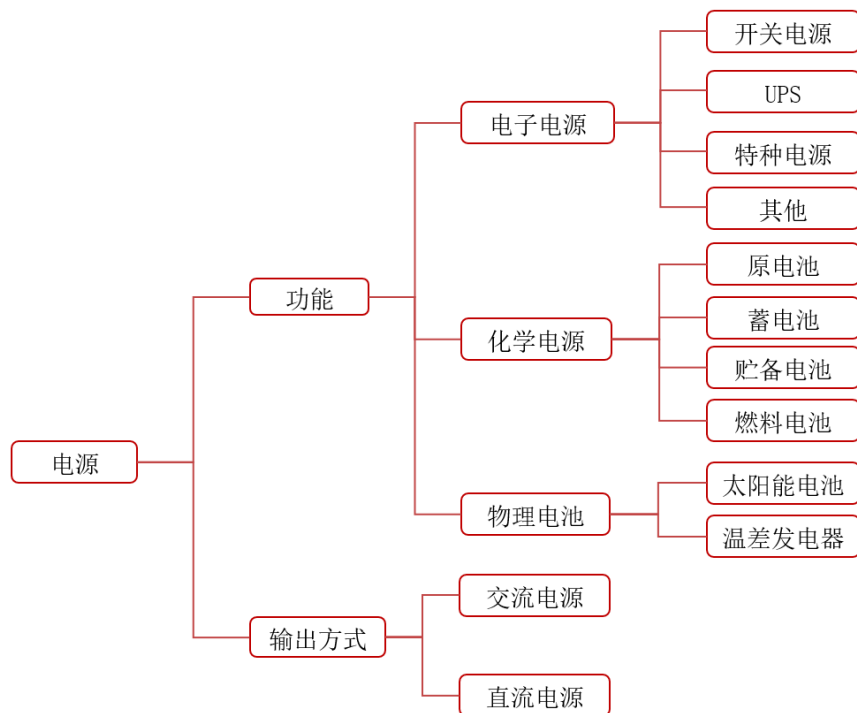 开关电源
UPS
电子电源
特种电源
其他
原电池
功能
蓄电池
化学电源
贮备电池
燃料电池
电源
太阳能电池
物理电池
温差发电器
交流电源
输出方式
直流电源